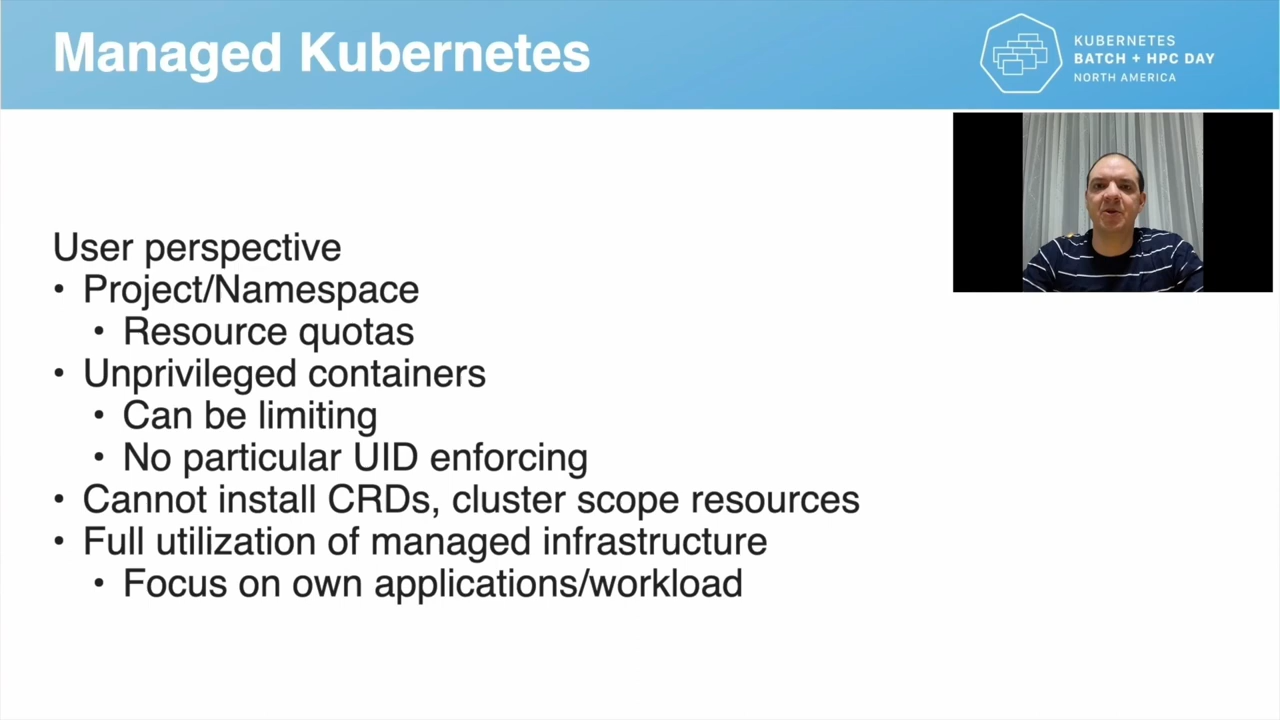 Managed Kubernetes
KUBERNETES
BATCH + HPC DAY
NORTH AMERICA
User perspective
• Project/Namespace
• Resource quotas
• Unprivileged containers
• Can be limiting
• No particular UID enforcing
• Cannot install CRDs, cluster scope resources
• Full utilization of managed infrastructure
• Focus on own applications/workload